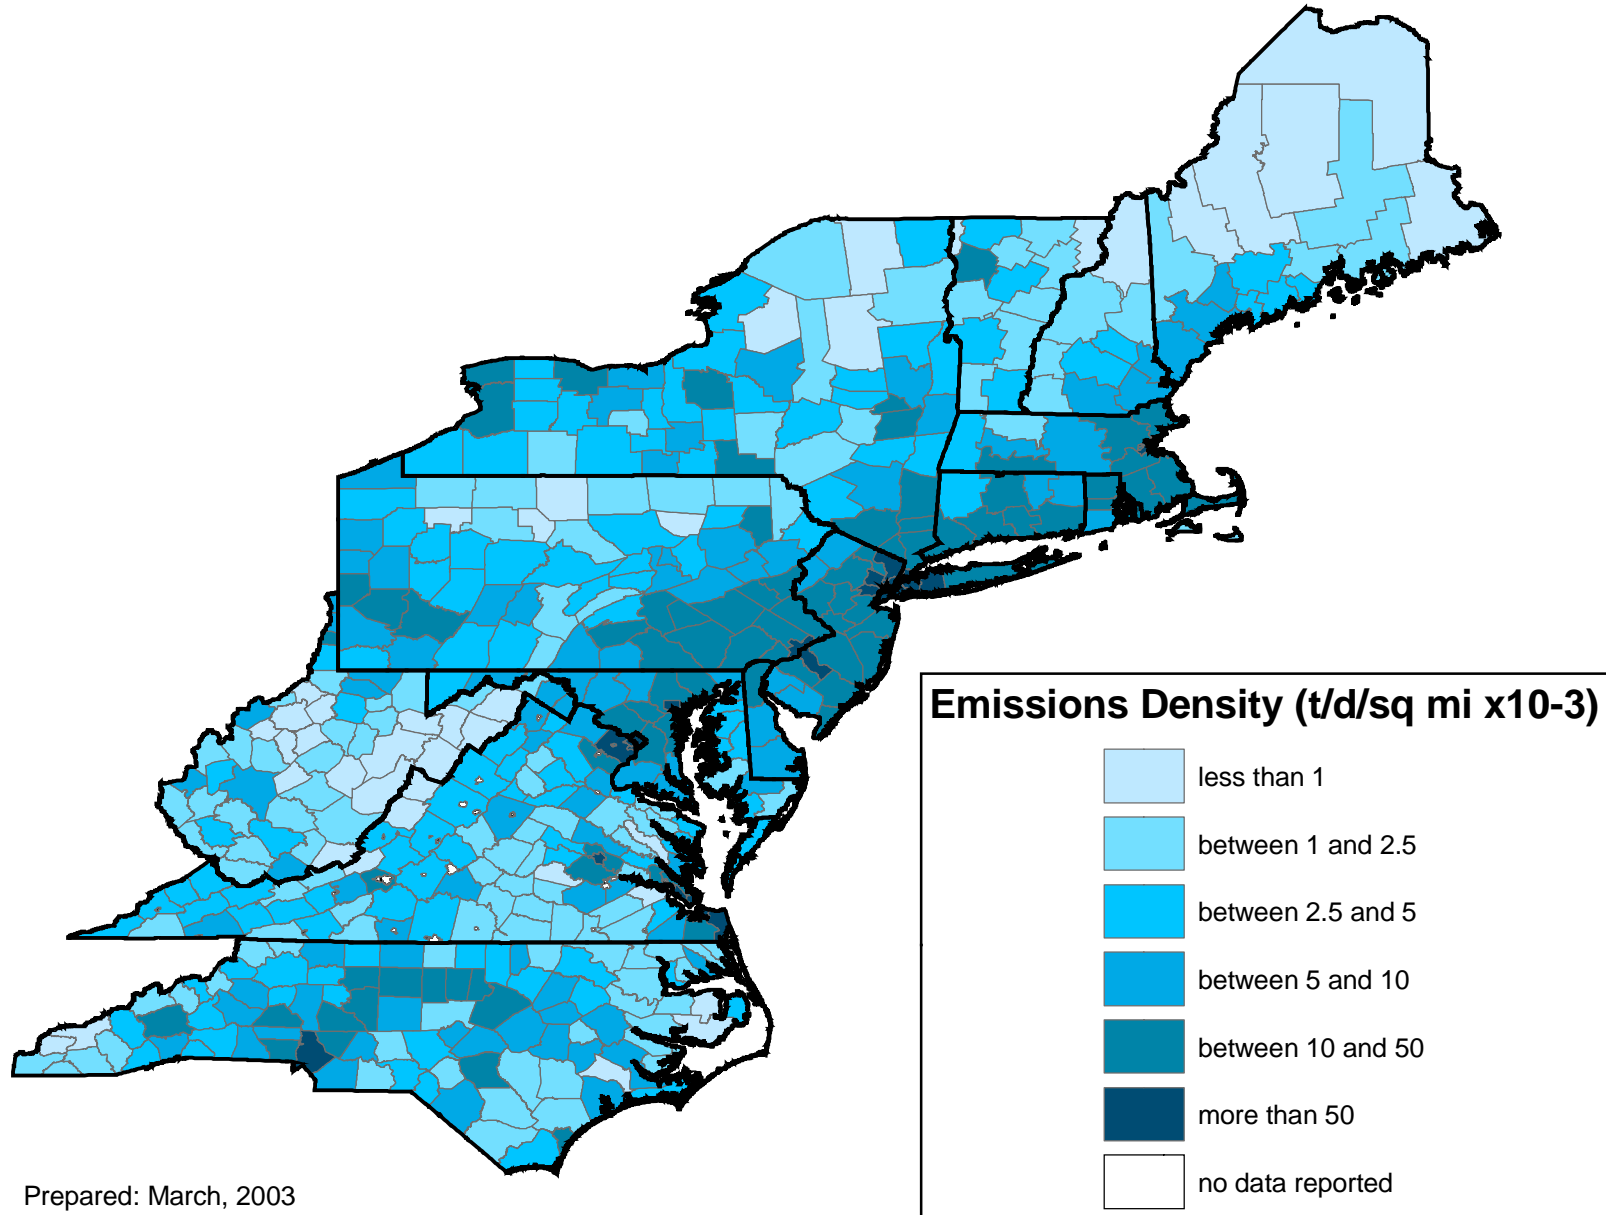 Emissions Density (t/d/sq mi x10-3)
less than 1
between 1 and 2.5
between 2.5 and 5
between 5 and 10
between 10 and 50
more than 50
no data reported
Prepared: March, 2003